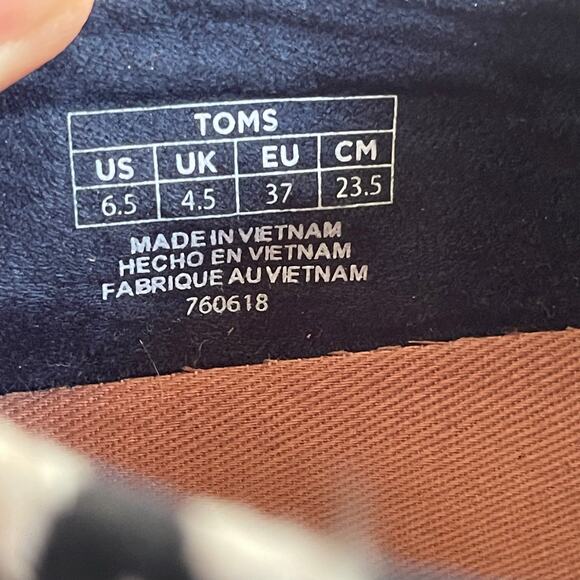 TOMS
US UK EU CM
6.5 4.5 37 23.5
MADE IN VIETNAM
HECHO EN VIETNAM
FABRIQUE AU VIETNAM
760618